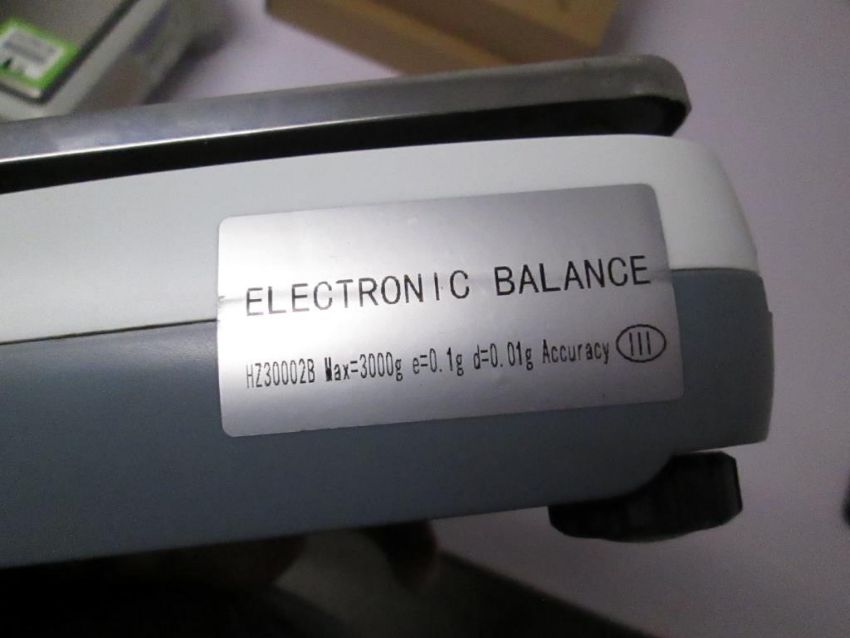 ELECTRONIC BALANCE
HZ30002B Max=3000g e=0.1g d=0.01g Accuracy III